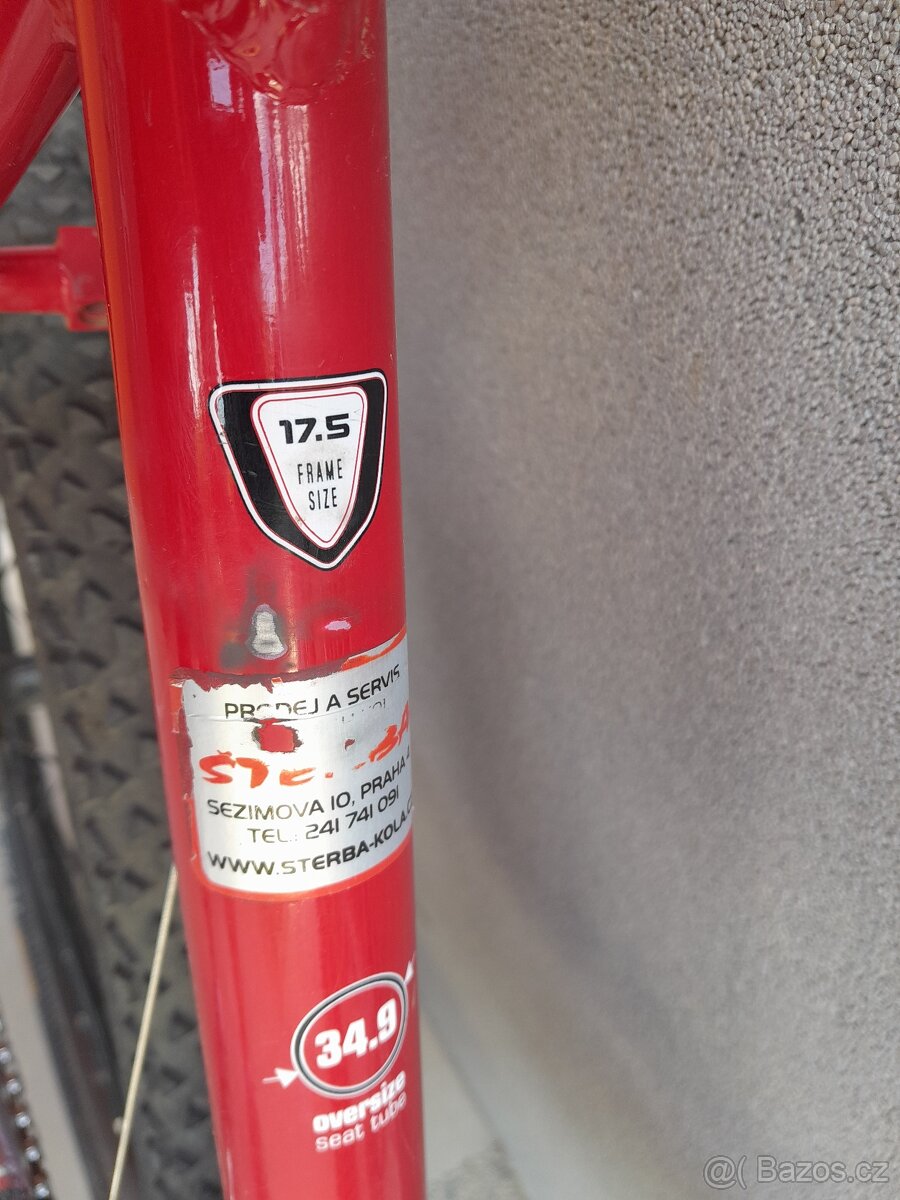 17.5
FRAME
SIZE
PRODEJ A SERVIS
SEZIMOVA 10, PRAHA 4
TEL.: 241 741 091
WWW.STERBA-KOLA.C
34.9
oversize
seat tube
@( Bazos.cz